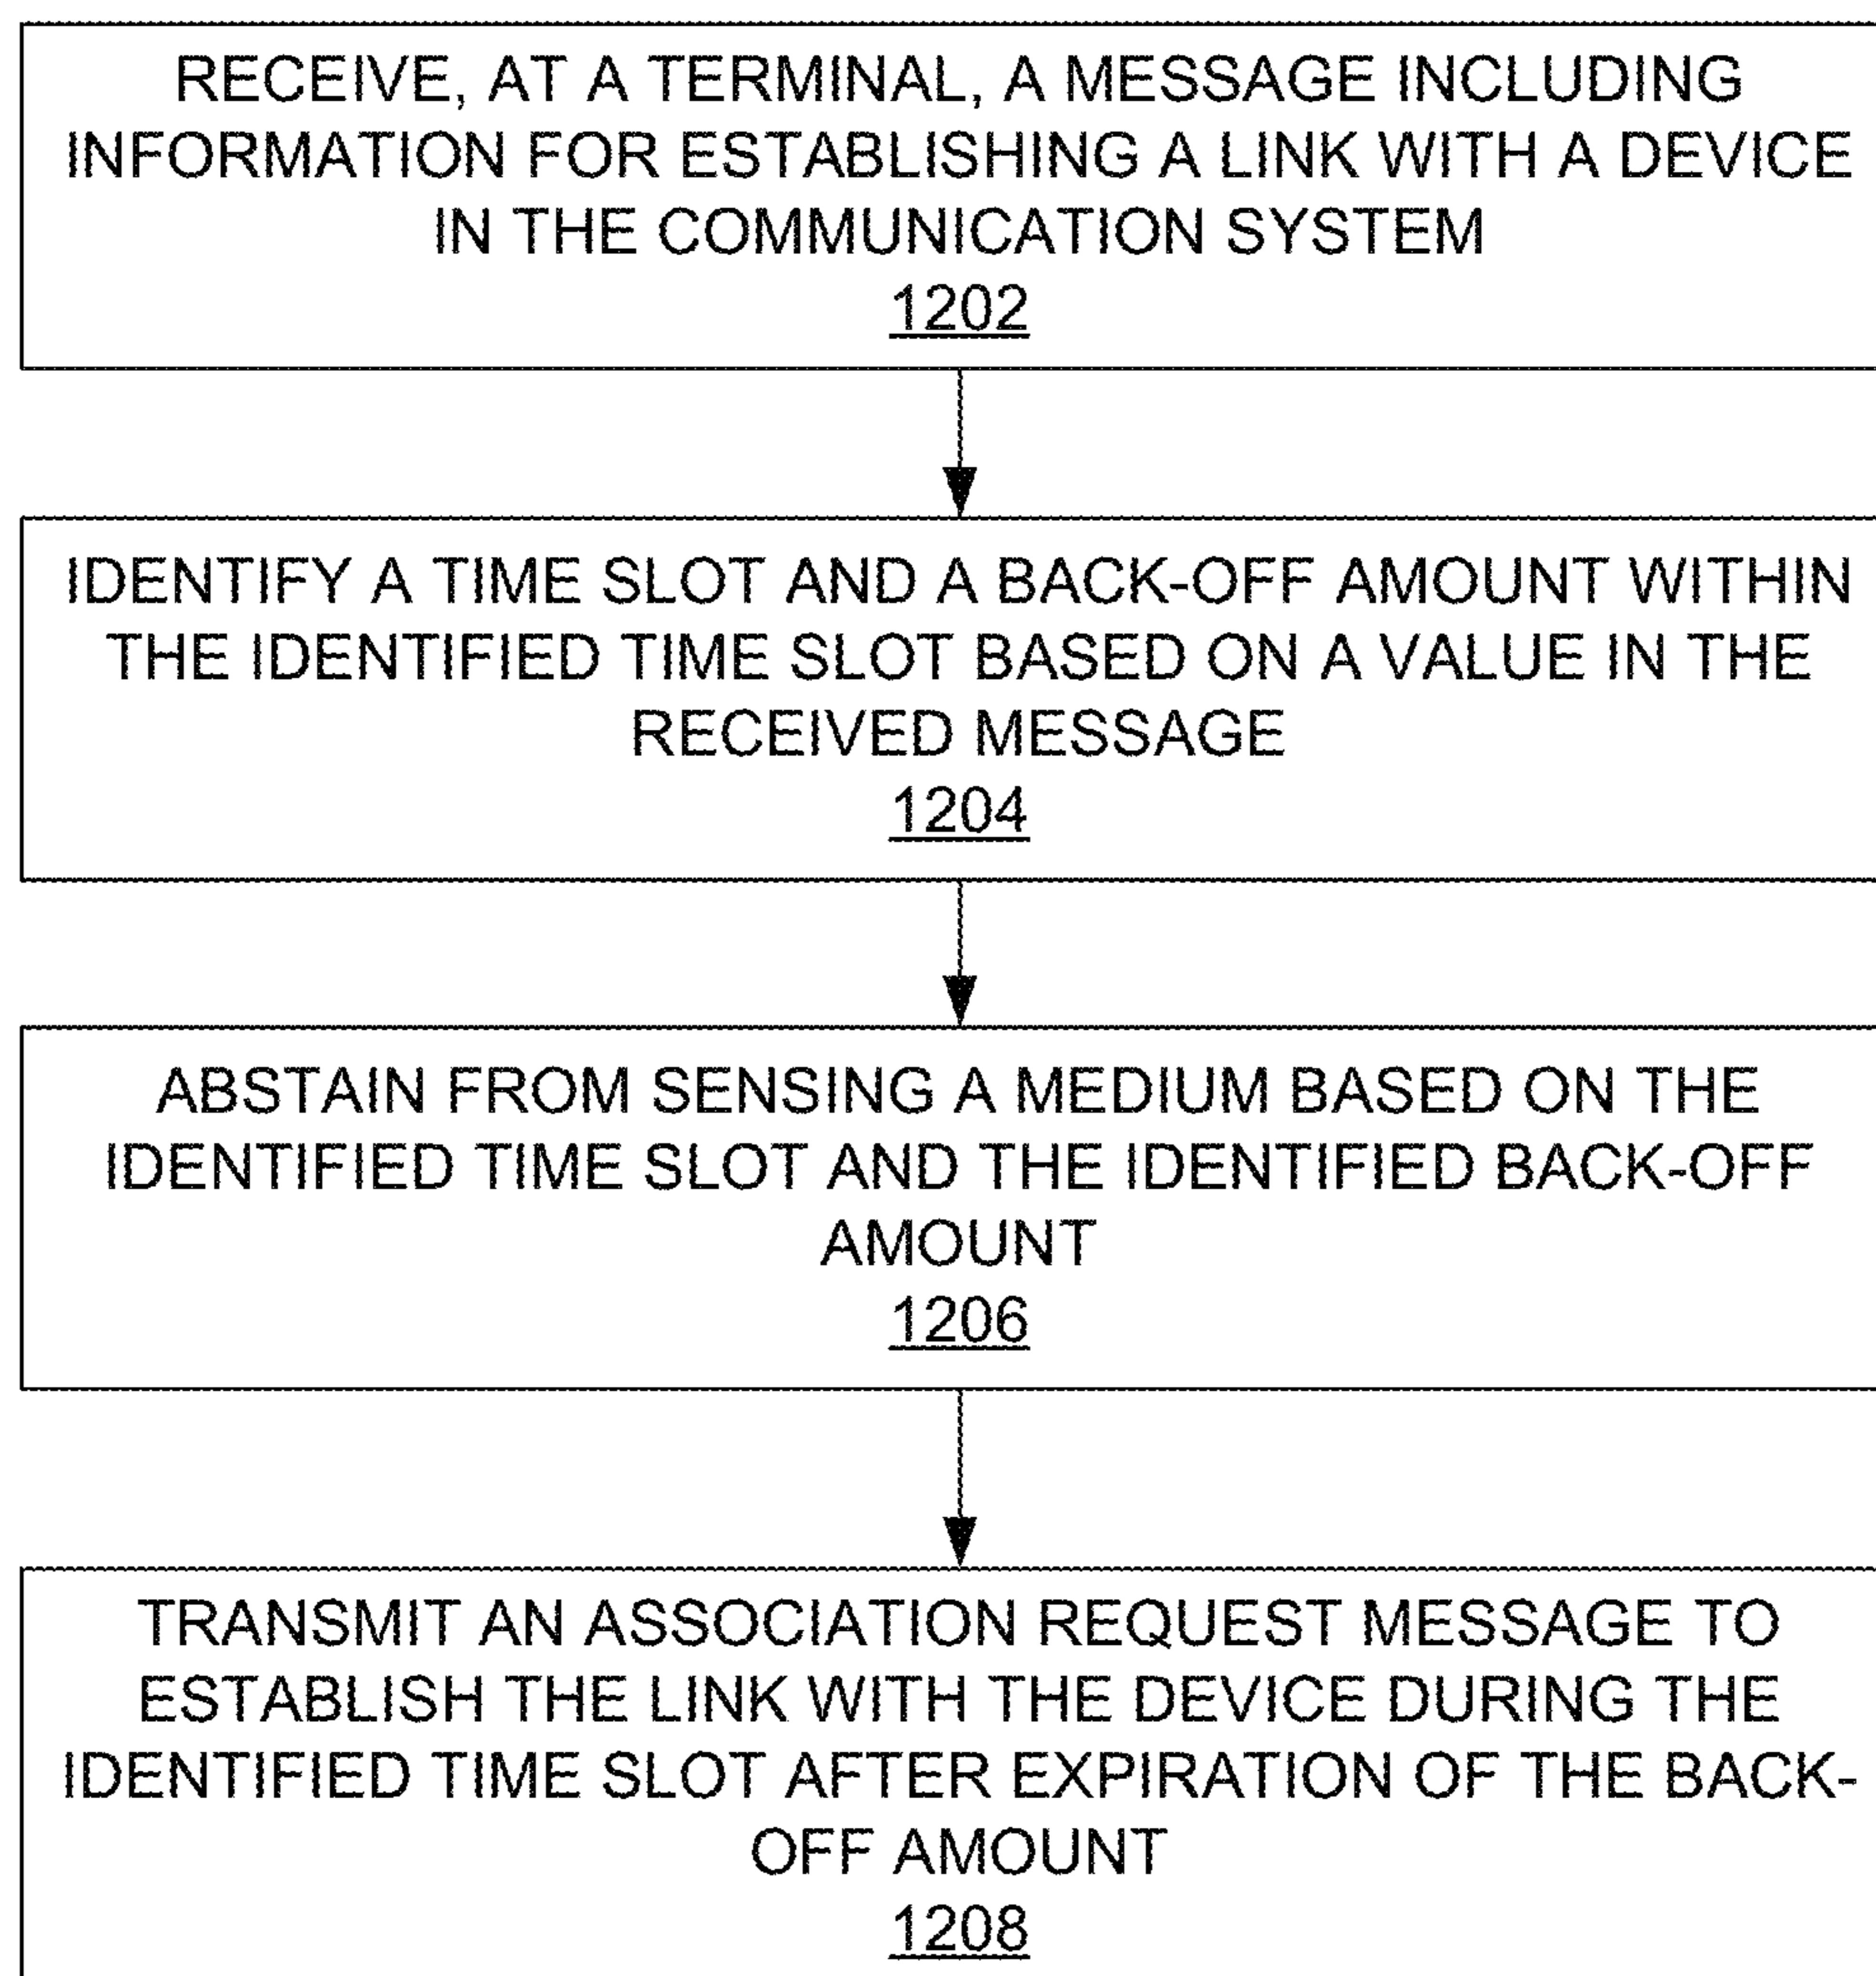 RECEIVE, AT A TERMINAL, A MESSAGE INCLUDING
INFORMATION FOR ESTABLISHING A LINK WITH A DEVICE
IN THE COMMUNICATION SYSTEM
1202
IDENTIFY A TIME SLOT AND A BACK-OFF AMOUNT WITHIN
THE IDENTIFIED TIME SLOT BASED ON A VALUE IN THE
RECEIVED MESSAGE
1204
ABSTAIN FROM SENSING A MEDIUM BASED ON THE
IDENTIFIED TIME SLOT AND THE IDENTIFIED BACK-OFF
AMOUNT
1206
TRANSMIT AN ASSOCIATION REQUEST MESSAGE TO
ESTABLISH THE LINK WITH THE DEVICE DURING THE
IDENTIFIED TIME SLOT AFTER EXPIRATION OF THE BACK-
OFF AMOUNT
1208